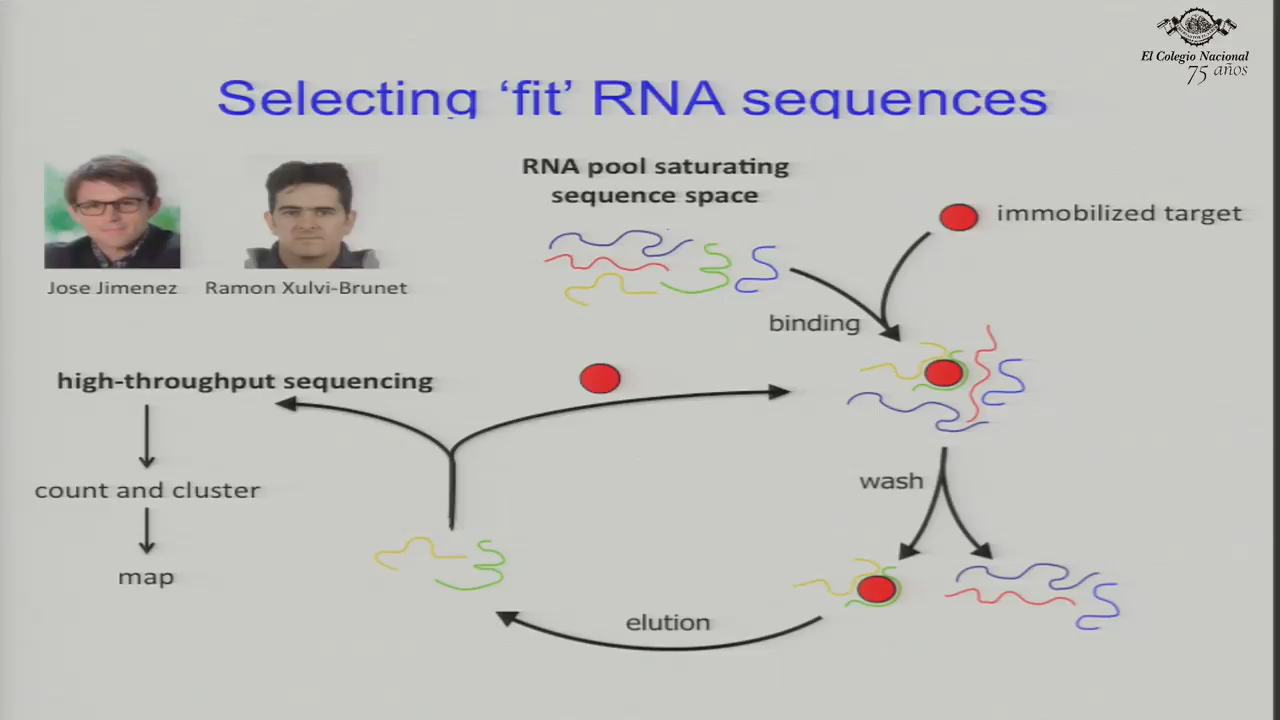 El Colegio Nacional
75 años
Selecting ‘fit’ RNA sequences
Jose Jimenez
Ramon Xulvi-Brunet
RNA pool saturating
sequence space
immobilized target
binding
high-throughput sequencing
count and cluster
map
wash
elution